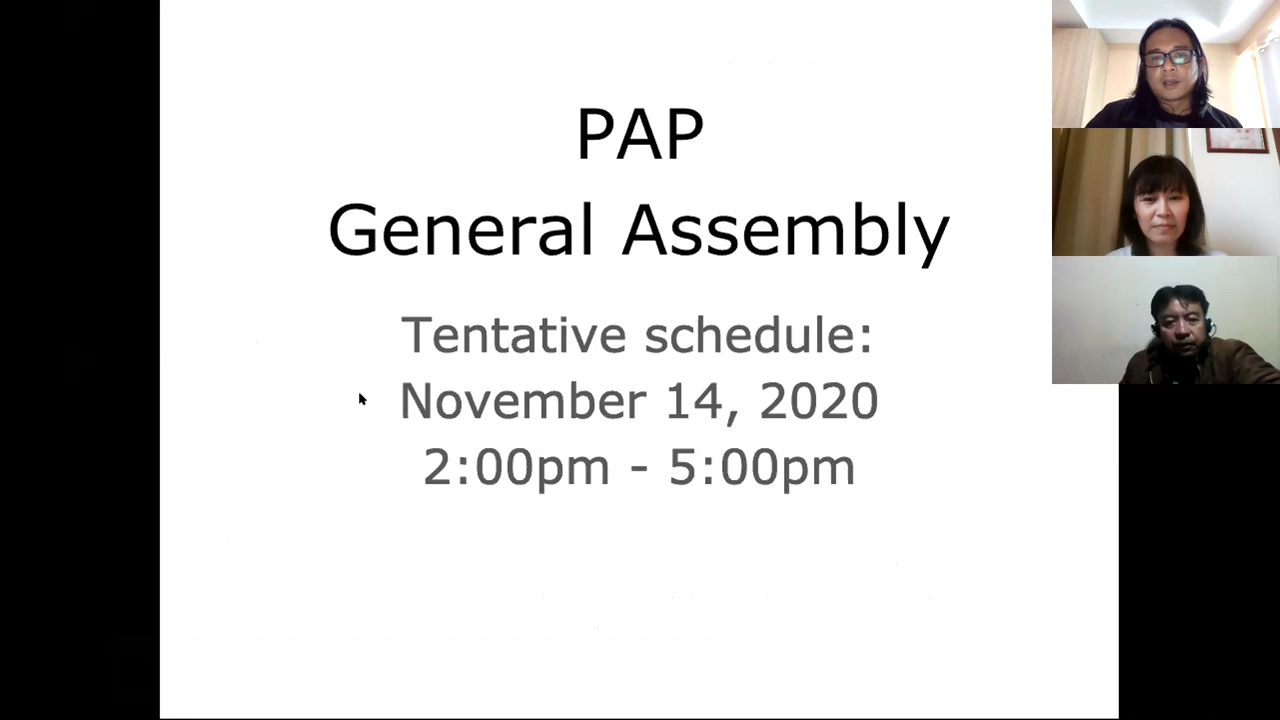 PAP
General Assembly
Tentative schedule:
November 14, 2020
2:00pm - 5:00pm